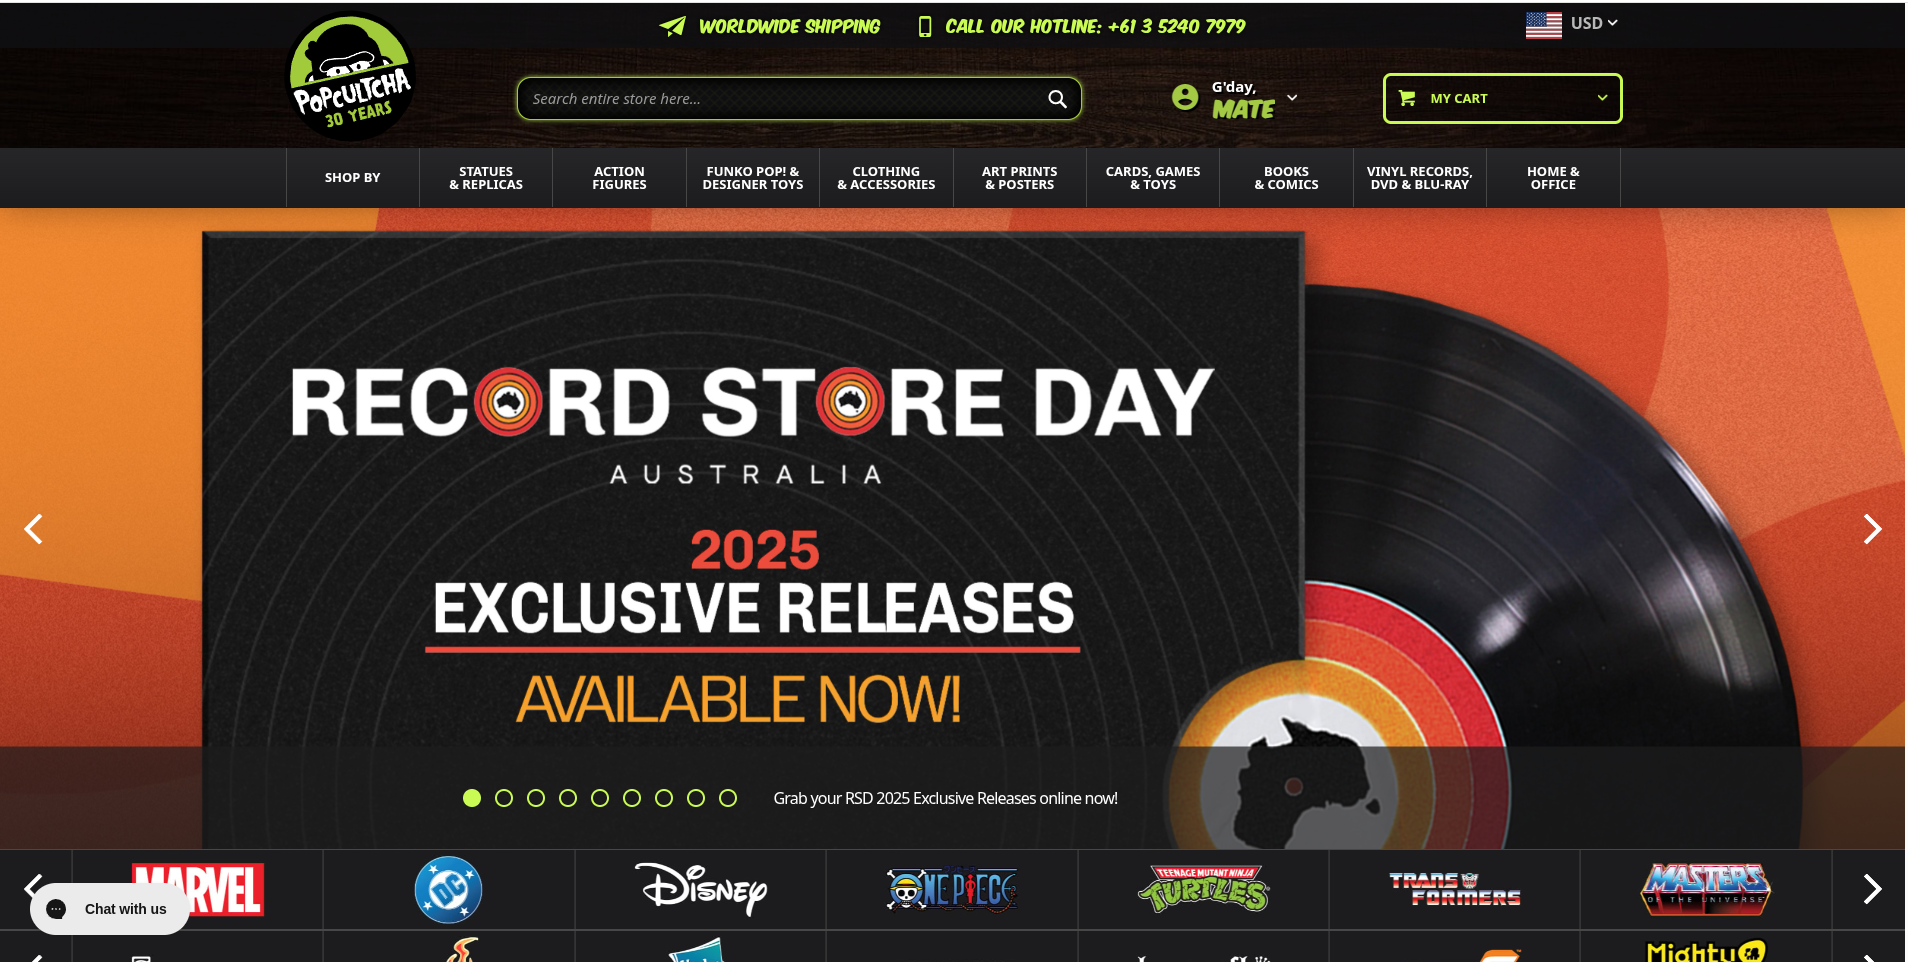 WORLDWIDE SHIPPING
CALL OUR HOTLINE: +61 3 5240 7979
USD
POPCULTCHA
30 YEARS
Search entire store here...
G'day,
MATE
MY CART
SHOP BY
STATUES
& REPLICAS
ACTION
FIGURES
FUNKO POP! &
DESIGNER TOYS
CLOTHING
& ACCESSORIES
ART PRINTS
& POSTERS
CARDS, GAMES
& TOYS
BOOKS
& COMICS
VINYL RECORDS,
DVD & BLU-RAY
HOME &
OFFICE
RECORD STORE DAY
AUSTRALIA
2025
EXCLUSIVE RELEASES
AVAILABLE NOW!
Grab your RSD 2025 Exclusive Releases online now!
MARVEL
DC
Disney
ONE PIECE
TEENAGE MUTANT NINJA
TURTLES
TRANSFORMERS
MASTERS
OF THE UNIVERSE
Chat with us
Mighty